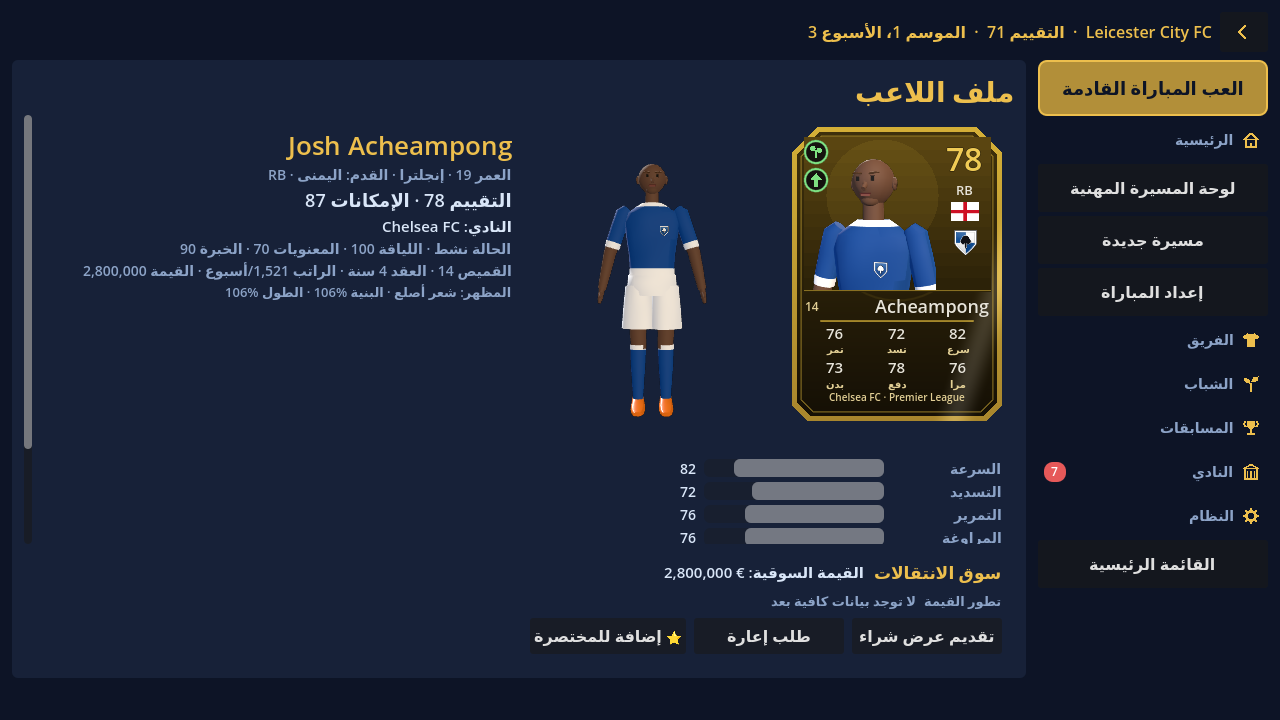 Leicester City FC · التقييم 71 · الموسم 1، الأسبوع 3
العب المباراة القادمة
الرئيسية
لوحة المسيرة المهنية
مسيرة جديدة
إعداد المباراة
الفريق
الشباب
المسابقات
النادي
7
النظام
القائمة الرئيسية
ملف اللاعب
78
RB
Acheampong
14
82 72 76
سرع تسد تمر
76 78 73
مرا دفع بدن
Chelsea FC · Premier League
Josh Acheampong
العمر 19 · إنجلترا · القدم: اليمنى · RB
التقييم 78 · الإمكانات 87
النادي: Chelsea FC
الحالة نشط · اللياقة 100 · المعنويات 70 · الخبرة 90
القميص 14 · العقد 4 سنة · الراتب 1,521/أسبوع · القيمة 2,800,000
المظهر: شعر أصلع · البنية 106% · الطول 106%
السرعة 82
التسديد 72
التمرير 76
المراوغة 76
سوق الانتقالات القيمة السوقية: € 2,800,000
تطور القيمة لا توجد بيانات كافية بعد
تقديم عرض شراء
طلب إعارة
إضافة للمختصرة